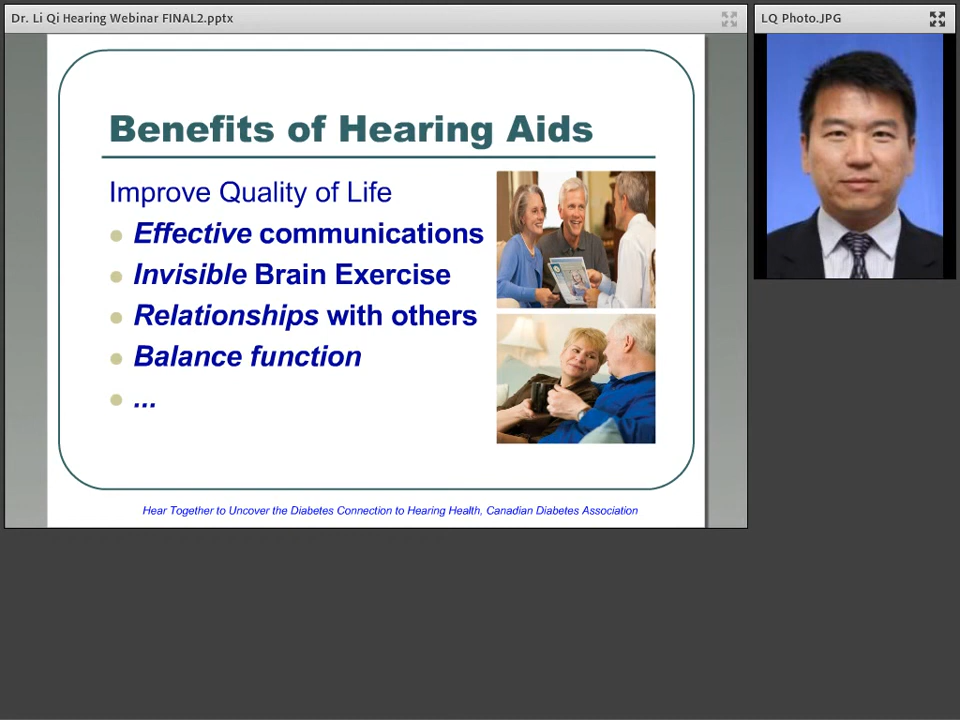 Dr. Li Qi Hearing Webinar FINAL2.pptx
LQ Photo.JPG
Benefits of Hearing Aids
Improve Quality of Life
Effective communications
Invisible Brain Exercise
Relationships with others
Balance function
...
Hear Together to Uncover the Diabetes Connection to Hearing Health, Canadian Diabetes Association